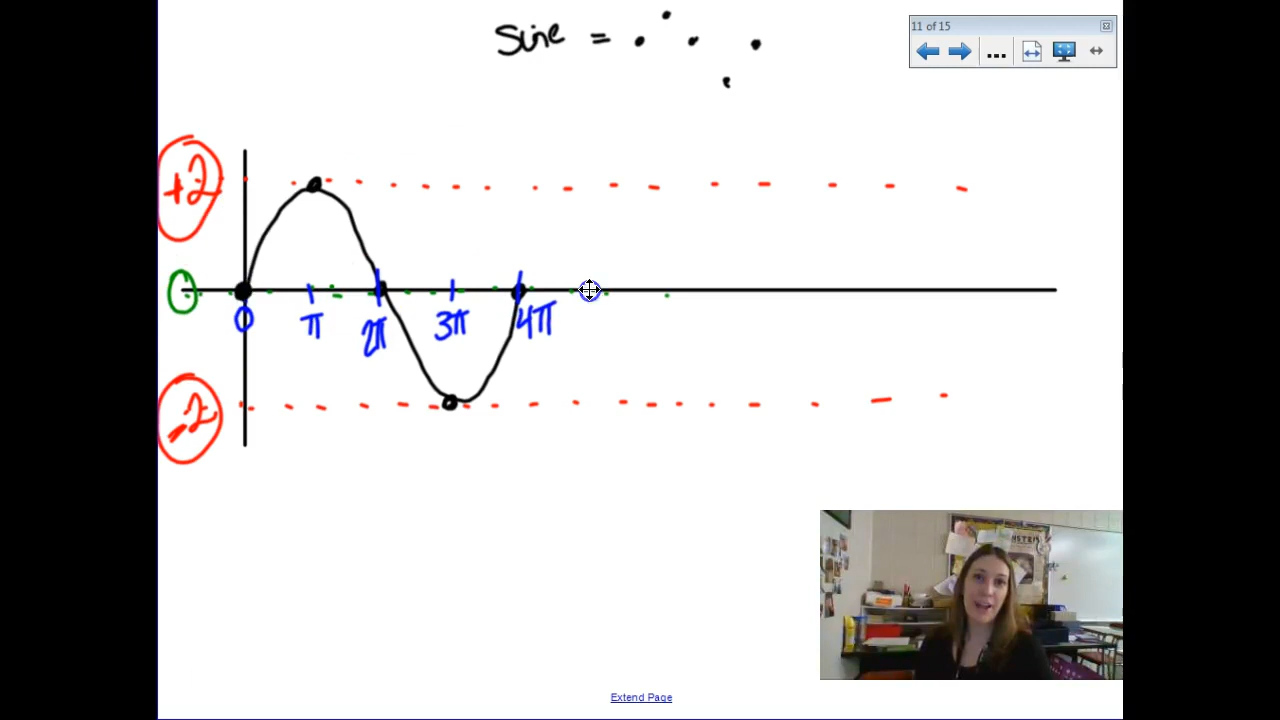 Sine =
11 of 15
+2
0
0 π 2π 3π 4π
-2
Extend Page